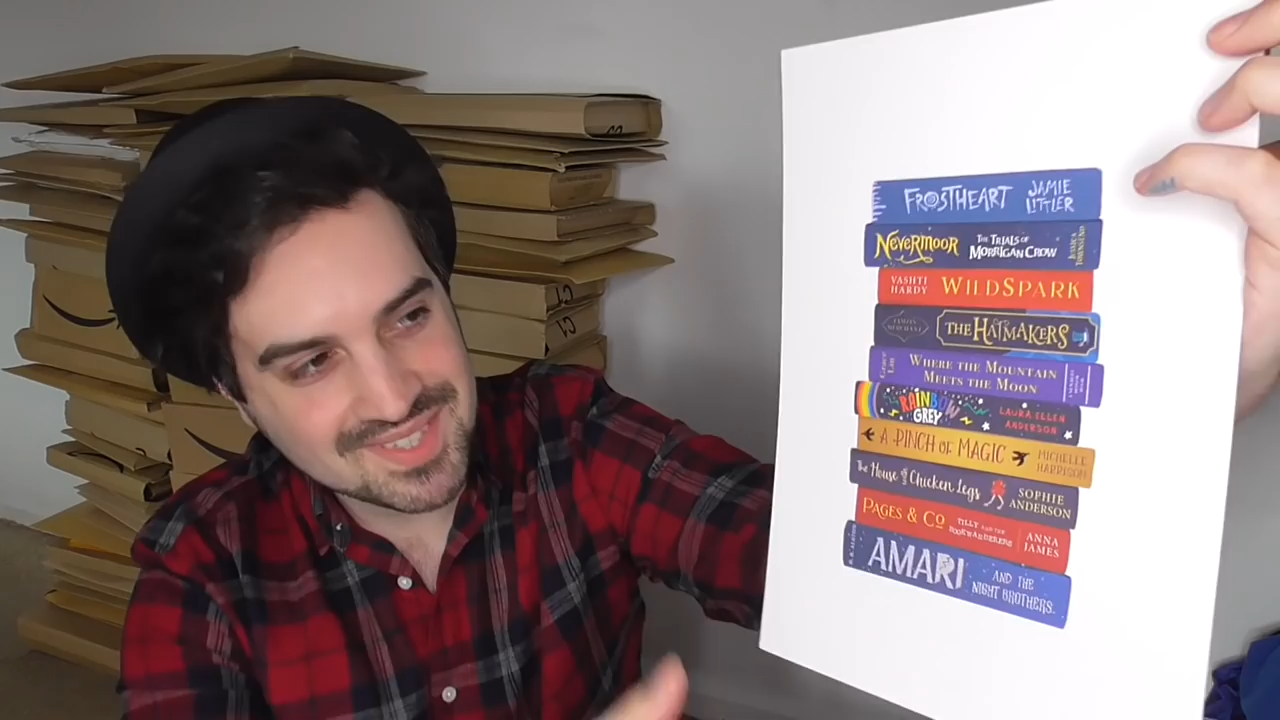 FROSTHEART JAMIE LITTLER
NEVERMOOR THE TRIALS OF MORRIGAN CROW JESSICA TOWNSEND
VASHTI HARDY WILDSPARK
THE HATMAKERS
Grace Lin WHERE THE MOUNTAIN MEETS THE MOON
RAINBOW GREY LAURA ELLEN ANDERSON
A PINCH OF MAGIC MICHELLE HARRISON
The House with Chicken Legs SOPHIE ANDERSON
PAGES & CO TILLY AND THE BOOKWANDERERS ANNA JAMES
AMARI AND THE NIGHT BROTHERS.
C1
C1